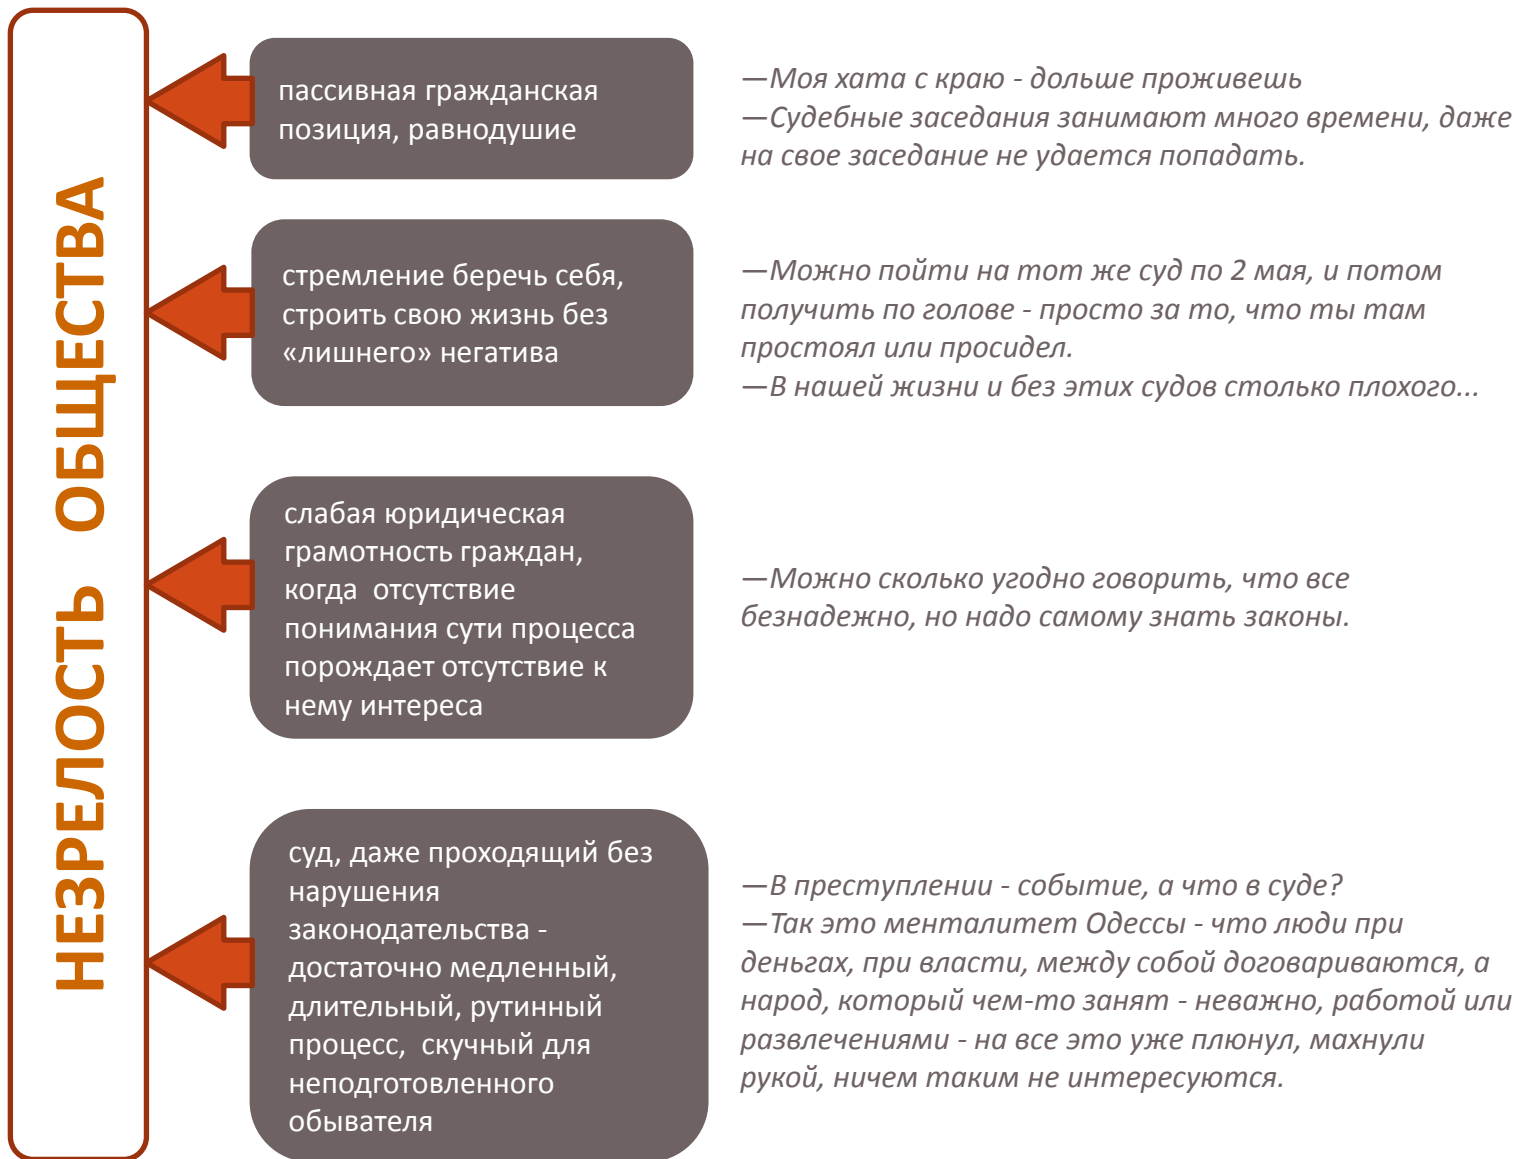 НЕЗРЕЛОСТЬ ОБЩЕСТВА
пассивная гражданская
позиция, равнодушие
—Моя хата с краю - дольше проживешь
—Судебные заседания занимают много времени, даже
на свое заседание не удается попадать.
стремление беречь себя,
строить свою жизнь без
«лишнего» негатива
—Можно пойти на тот же суд по 2 мая, и потом
получить по голове - просто за то, что ты там
простоял или просидел.
—В нашей жизни и без этих судов столько плохого...
слабая юридическая
грамотность граждан,
когда отсутствие
понимания сути процесса
порождает отсутствие к
нему интереса
—Можно сколько угодно говорить, что все
безнадежно, но надо самому знать законы.
суд, даже проходящий без
нарушения
законодательства -
достаточно медленный,
длительный, рутинный
процесс, скучный для
неподготовленного
обывателя
—В преступлении - событие, а что в суде?
—Так это менталитет Одессы - что люди при
деньгах, при власти, между собой договариваются, а
народ, который чем-то занят - неважно, работой или
развлечениями - на все это уже плюнул, махнули
рукой, ничем таким не интересуются.